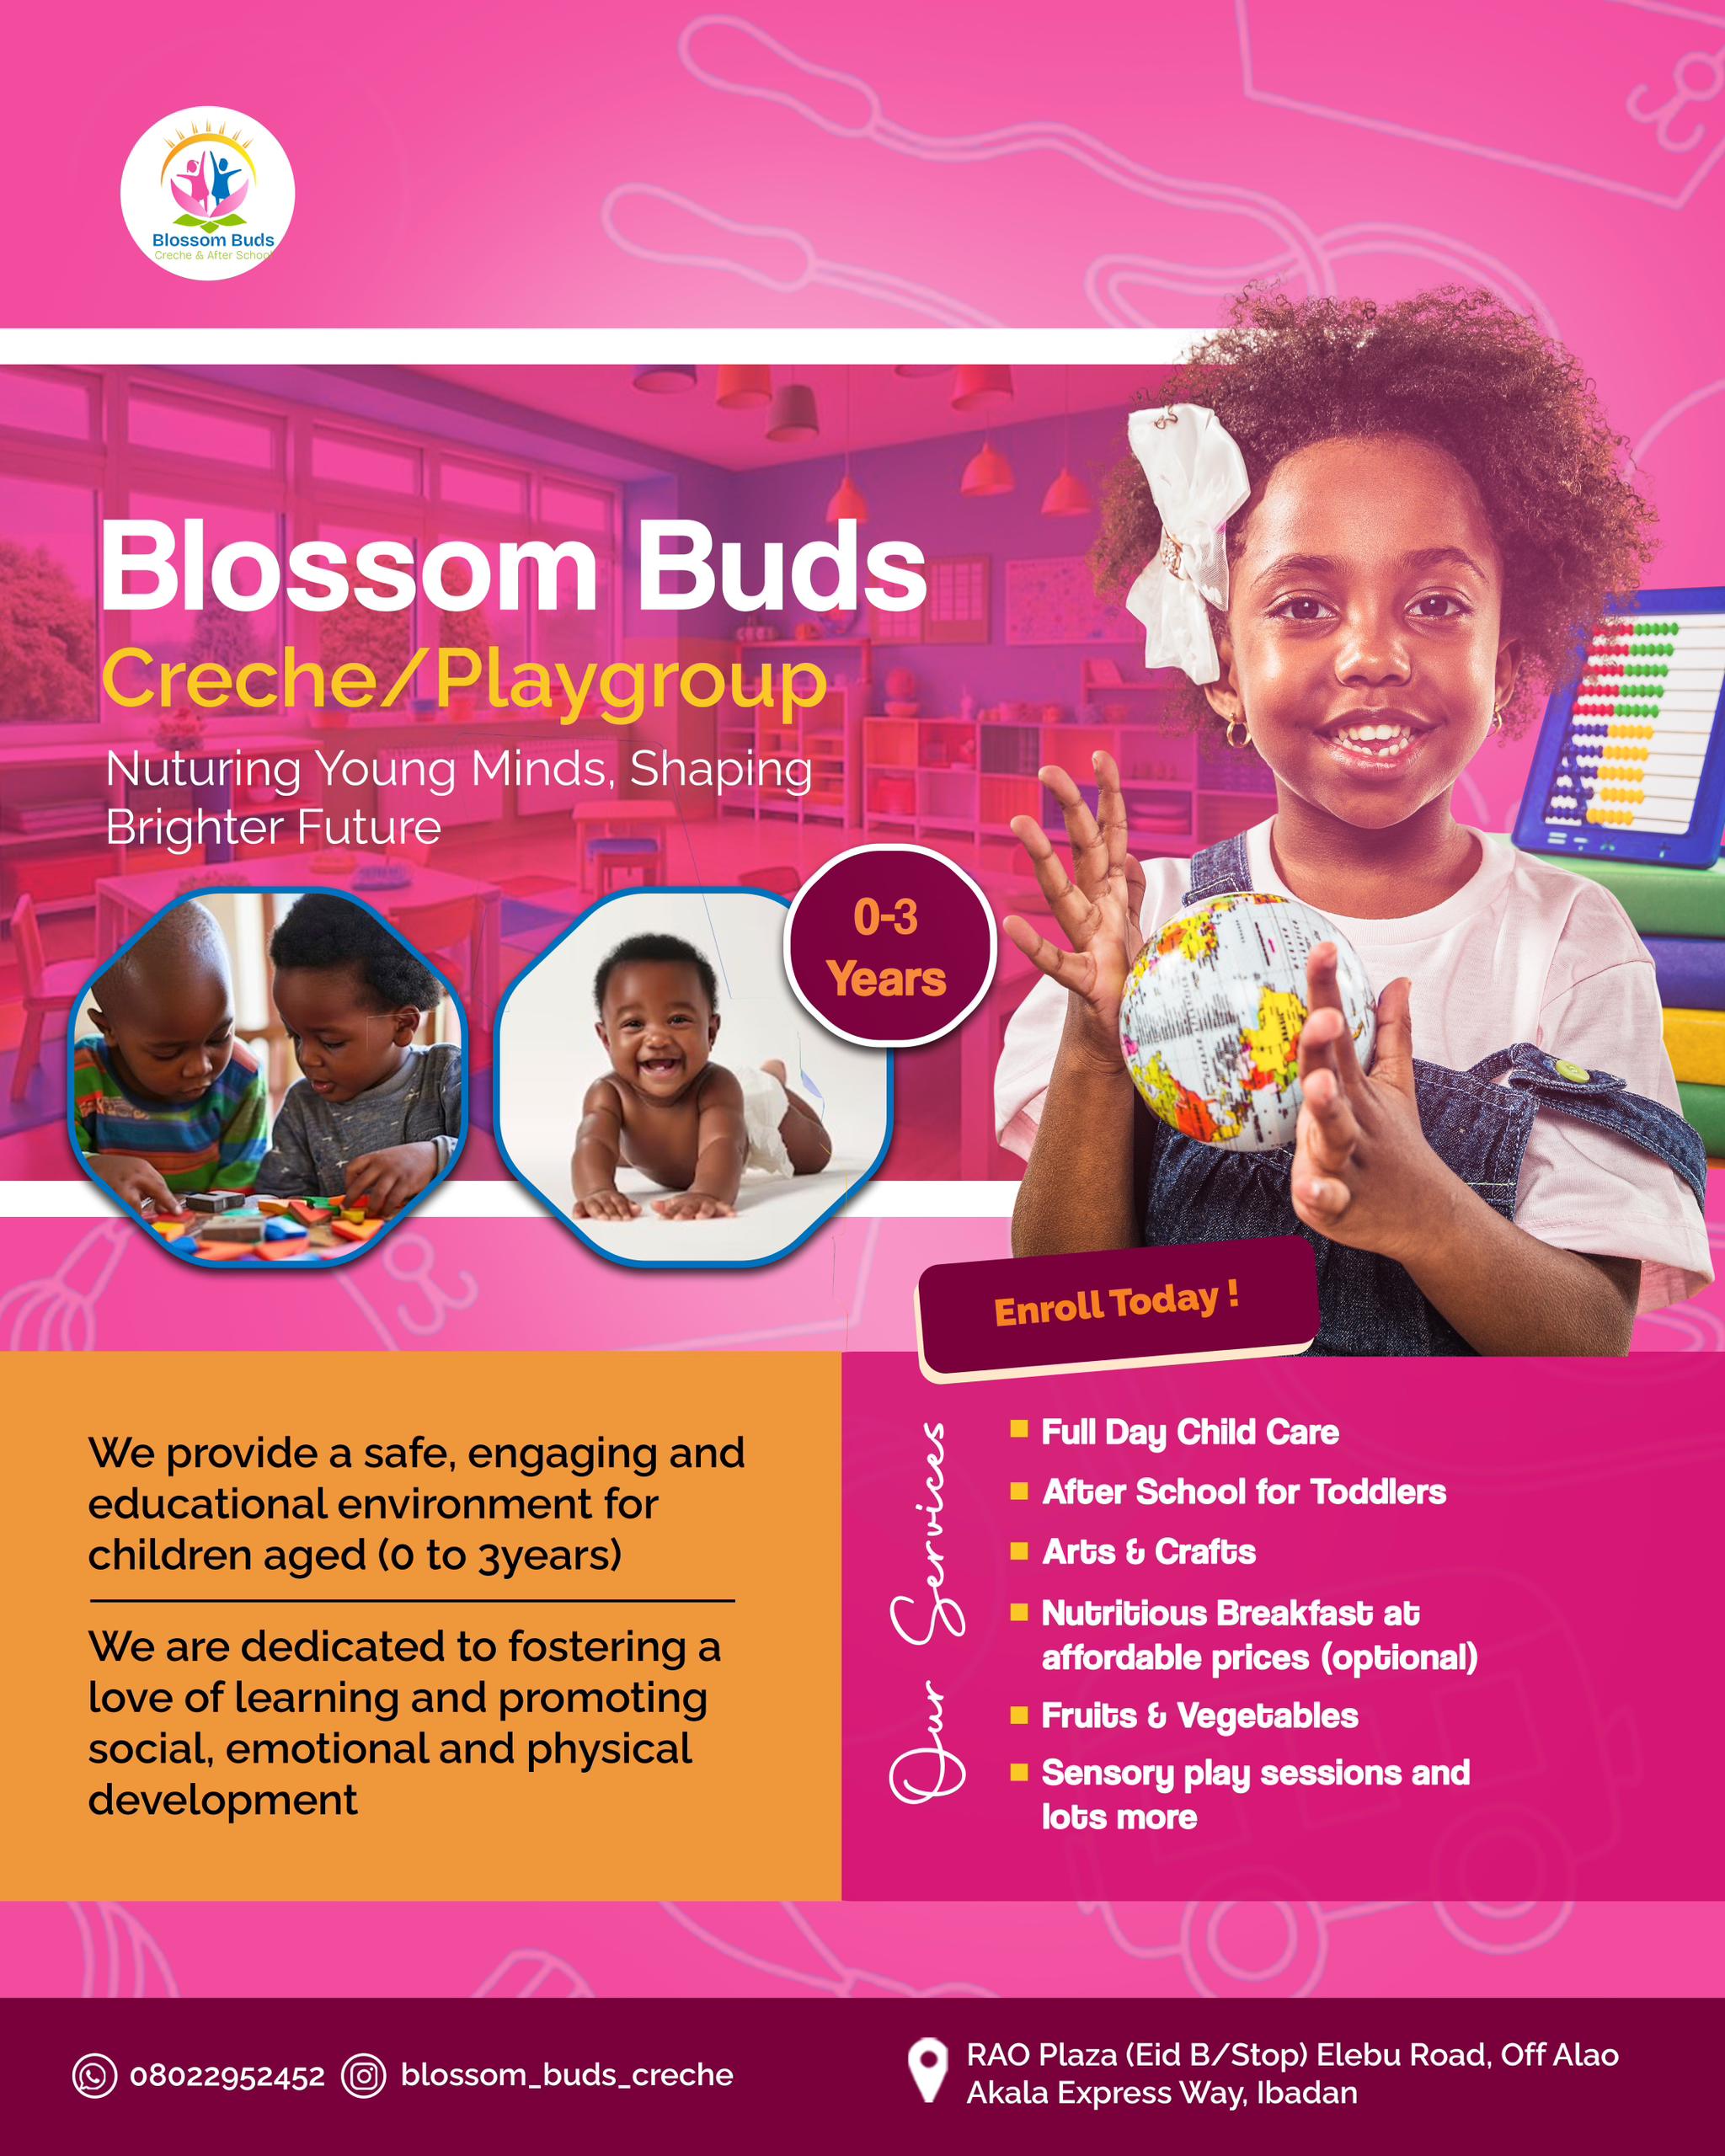 Blossom Buds
Creche & After School
Blossom Buds
Creche/Playgroup
Nuturing Young Minds, Shaping
Brighter Future
0-3
Years
Enroll Today !
We provide a safe, engaging and
educational environment for
children aged (0 to 3years)
We are dedicated to fostering a
love of learning and promoting
social, emotional and physical
development
Our Services
Full Day Child Care
After School for Toddlers
Arts & Crafts
Nutritious Breakfast at
affordable prices (optional)
Fruits & Vegetables
Sensory play sessions and
lots more
08022952452
blossom_buds_creche
RAO Plaza (Eid B/Stop) Elebu Road, Off Alao
Akala Express Way, Ibadan